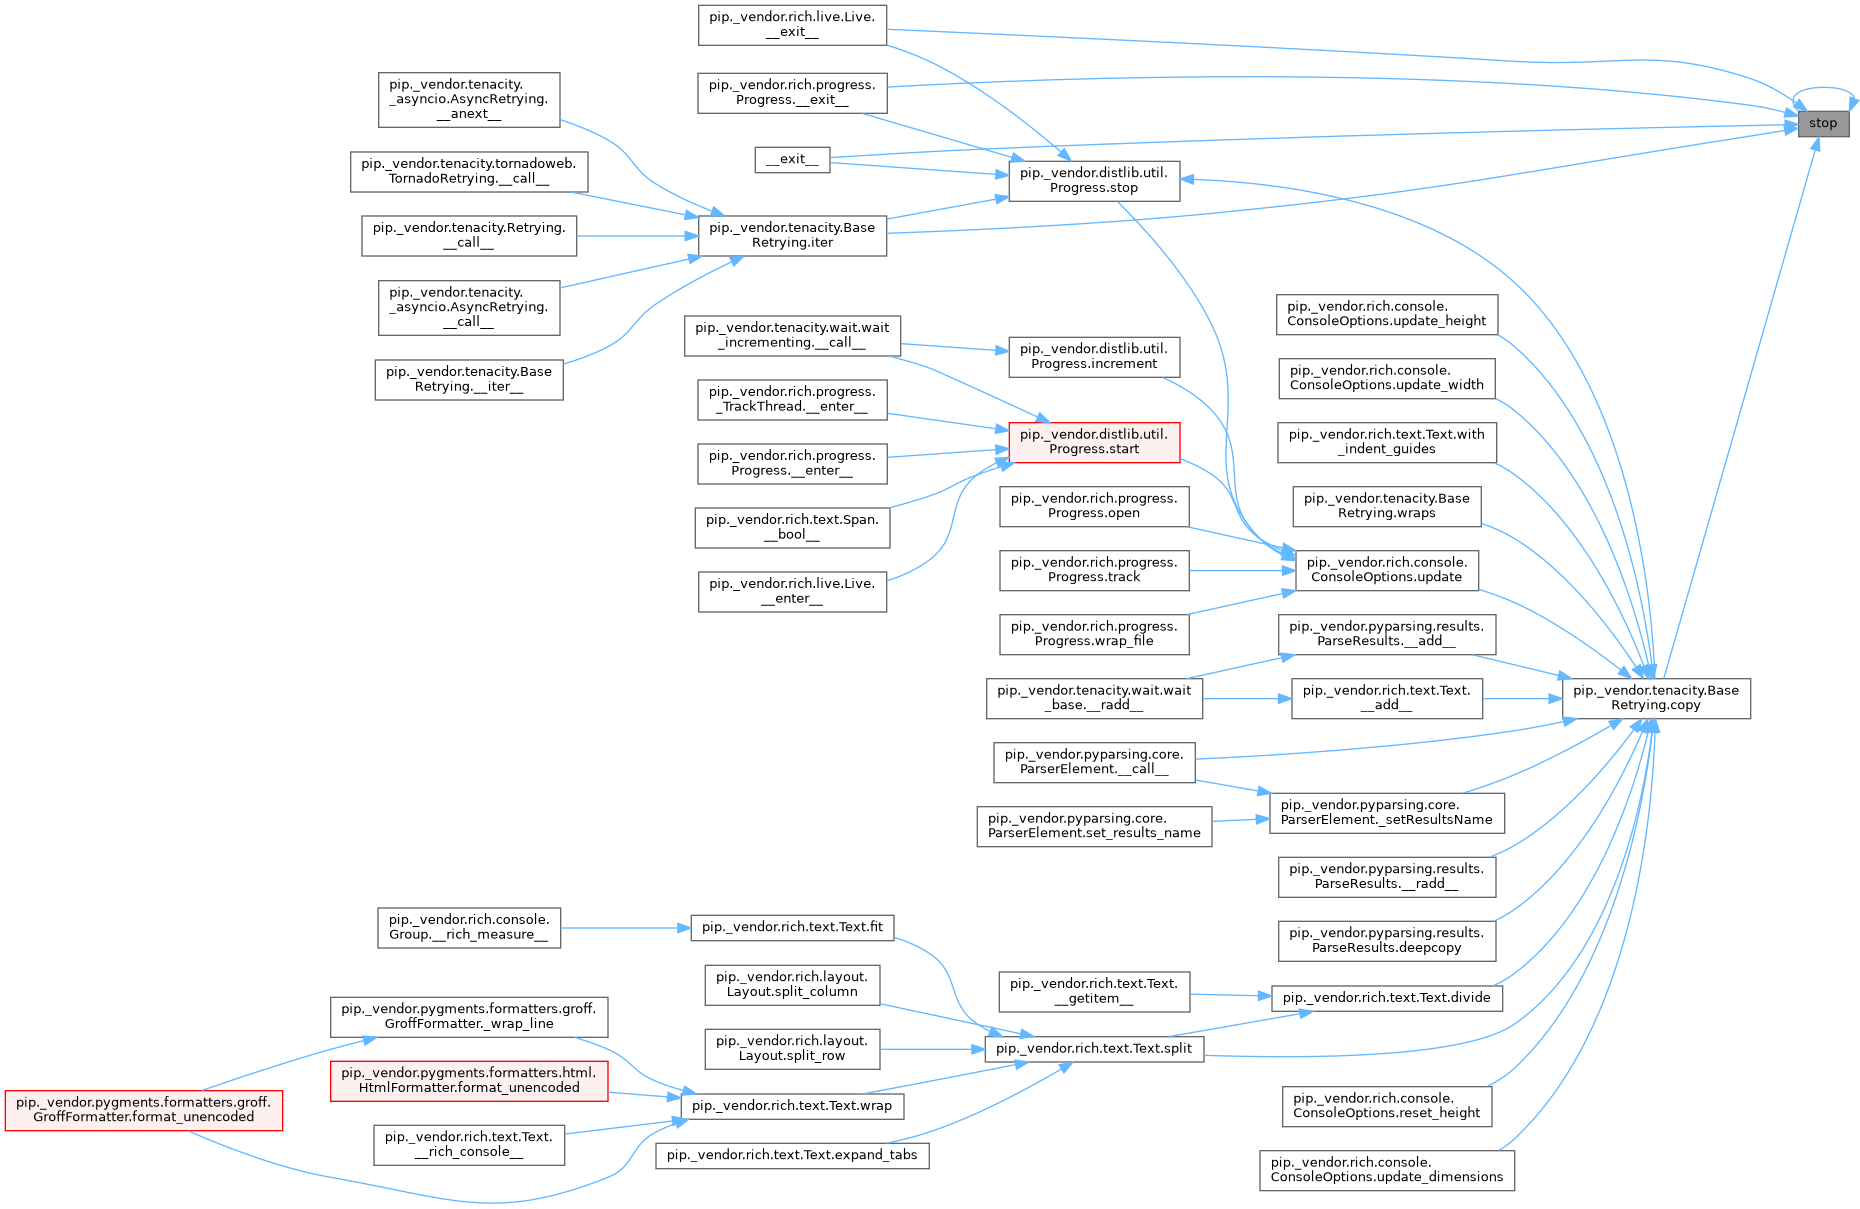 pip._vendor.rich.live.Live.
__exit__
pip._vendor.tenacity.
_asyncio.AsyncRetrying.
__anext__
pip._vendor.rich.progress.
Progress.__exit__
stop
pip._vendor.tenacity.tornadoweb.
TornadoRetrying.__call__
__exit__
pip._vendor.distlib.util.
Progress.stop
pip._vendor.tenacity.Retrying.
__call__
pip._vendor.tenacity.Base
Retrying.iter
pip._vendor.tenacity.
_asyncio.AsyncRetrying.
__call__
pip._vendor.rich.console.
ConsoleOptions.update_height
pip._vendor.tenacity.wait.wait
_incrementing.__call__
pip._vendor.distlib.util.
Progress.increment
pip._vendor.tenacity.Base
Retrying.__iter__
pip._vendor.rich.console.
ConsoleOptions.update_width
pip._vendor.rich.progress.
_TrackThread.__enter__
pip._vendor.distlib.util.
Progress.start
pip._vendor.rich.text.Text.with
_indent_guides
pip._vendor.rich.progress.
Progress.__enter__
pip._vendor.rich.progress.
Progress.open
pip._vendor.tenacity.Base
Retrying.wraps
pip._vendor.rich.text.Span.
__bool__
pip._vendor.rich.progress.
Progress.track
pip._vendor.rich.console.
ConsoleOptions.update
pip._vendor.rich.live.Live.
__enter__
pip._vendor.rich.progress.
Progress.wrap_file
pip._vendor.pyparsing.results.
ParseResults.__add__
pip._vendor.tenacity.wait.wait
_base.__radd__
pip._vendor.rich.text.Text.
__add__
pip._vendor.tenacity.Base
Retrying.copy
pip._vendor.pyparsing.core.
ParserElement.__call__
pip._vendor.pyparsing.core.
ParserElement.set_results_name
pip._vendor.pyparsing.core.
ParserElement._setResultsName
pip._vendor.pyparsing.results.
ParseResults.__radd__
pip._vendor.rich.console.
Group.__rich_measure__
pip._vendor.rich.text.Text.fit
pip._vendor.pyparsing.results.
ParseResults.deepcopy
pip._vendor.rich.layout.
Layout.split_column
pip._vendor.rich.text.Text.
__getitem__
pip._vendor.rich.text.Text.divide
pip._vendor.pygments.formatters.groff.
GroffFormatter._wrap_line
pip._vendor.rich.layout.
Layout.split_row
pip._vendor.rich.text.Text.split
pip._vendor.pygments.formatters.html.
HtmlFormatter.format_unencoded
pip._vendor.pygments.formatters.groff.
GroffFormatter.format_unencoded
pip._vendor.rich.text.Text.wrap
pip._vendor.rich.console.
ConsoleOptions.reset_height
pip._vendor.rich.text.Text.
__rich_console__
pip._vendor.rich.text.Text.expand_tabs
pip._vendor.rich.console.
ConsoleOptions.update_dimensions